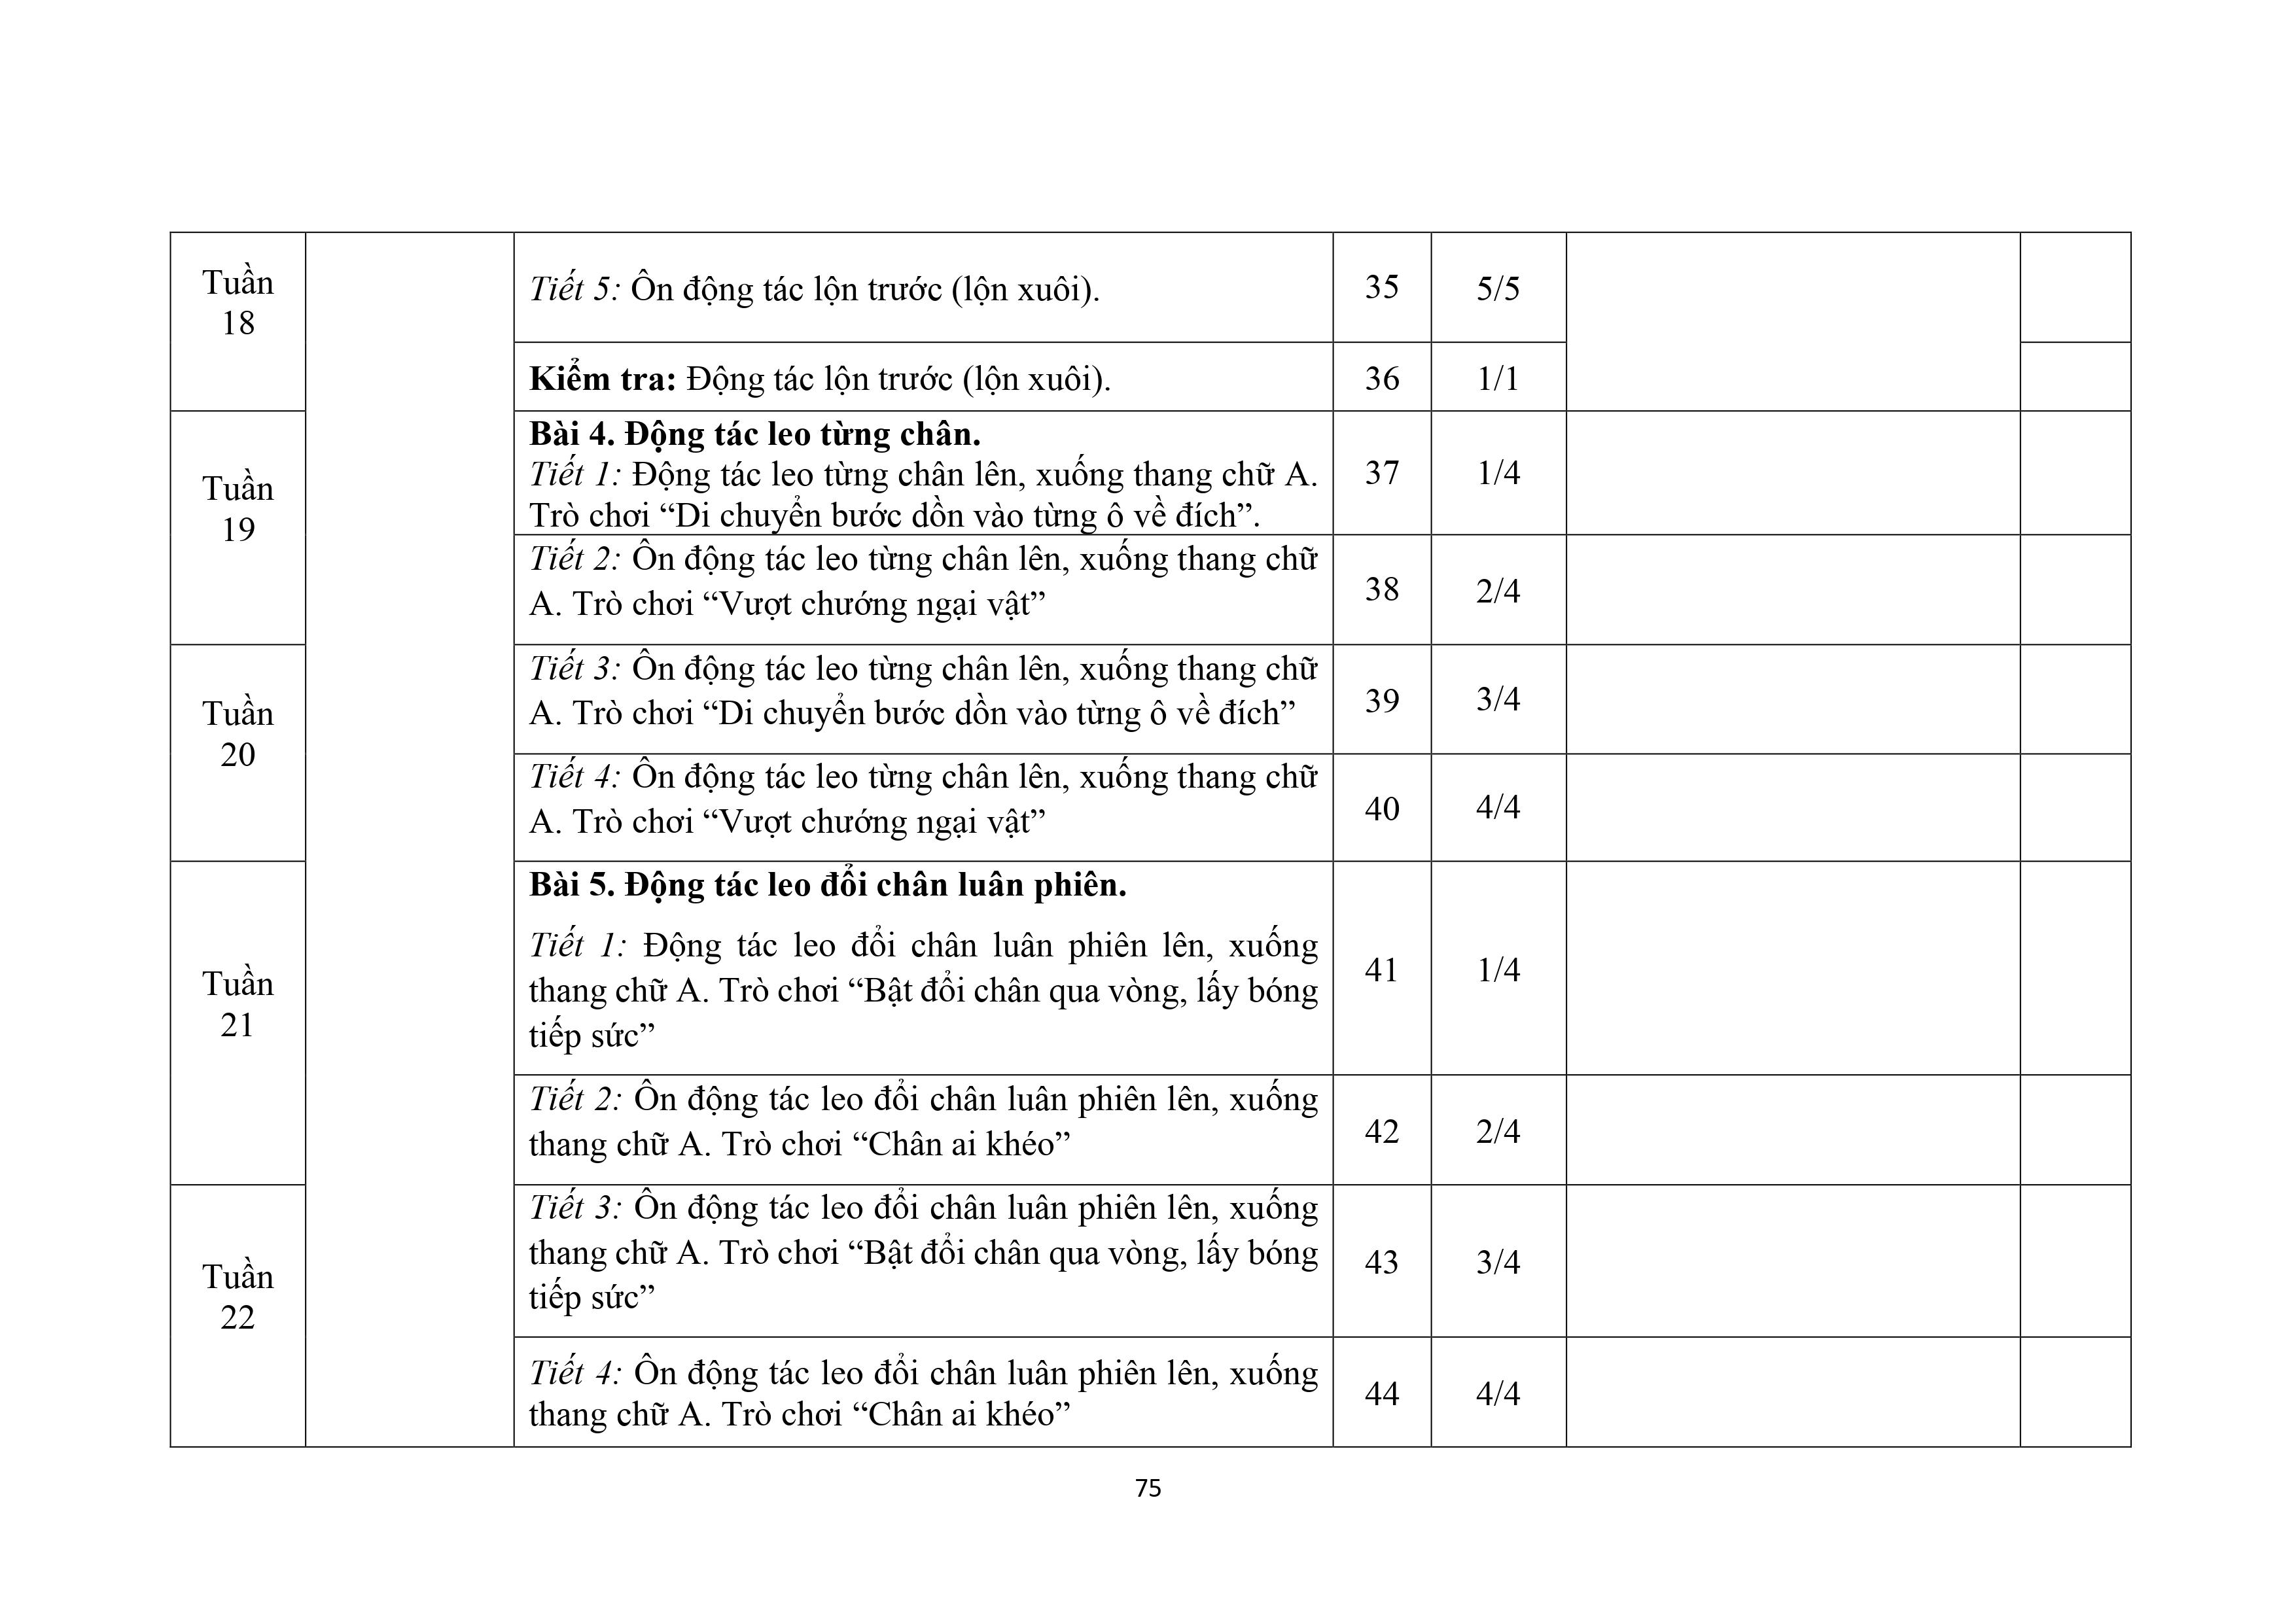 Tuần
18
Tiết 5: Ôn động tác lộn trước (lộn xuôi).
35
5/5
Kiểm tra: Động tác lộn trước (lộn xuôi).
36
1/1
Tuần
19
Bài 4. Động tác leo từng chân.
Tiết 1: Động tác leo từng chân lên, xuống thang chữ A.
Trò chơi “Di chuyển bước dồn vào từng ô về đích”.
37
1/4
Tiết 2: Ôn động tác leo từng chân lên, xuống thang chữ
A. Trò chơi “Vượt chướng ngại vật”
38
2/4
Tuần
20
Tiết 3: Ôn động tác leo từng chân lên, xuống thang chữ
A. Trò chơi “Di chuyển bước dồn vào từng ô về đích”
39
3/4
Tiết 4: Ôn động tác leo từng chân lên, xuống thang chữ
A. Trò chơi “Vượt chướng ngại vật”
40
4/4
Tuần
21
Bài 5. Động tác leo đổi chân luân phiên.
Tiết 1: Động tác leo đổi chân luân phiên lên, xuống
thang chữ A. Trò chơi “Bật đổi chân qua vòng, lấy bóng
tiếp sức”
41
1/4
Tiết 2: Ôn động tác leo đổi chân luân phiên lên, xuống
thang chữ A. Trò chơi “Chân ai khéo”
42
2/4
Tuần
22
Tiết 3: Ôn động tác leo đổi chân luân phiên lên, xuống
thang chữ A. Trò chơi “Bật đổi chân qua vòng, lấy bóng
tiếp sức”
43
3/4
Tiết 4: Ôn động tác leo đổi chân luân phiên lên, xuống
thang chữ A. Trò chơi “Chân ai khéo”
44
4/4
75